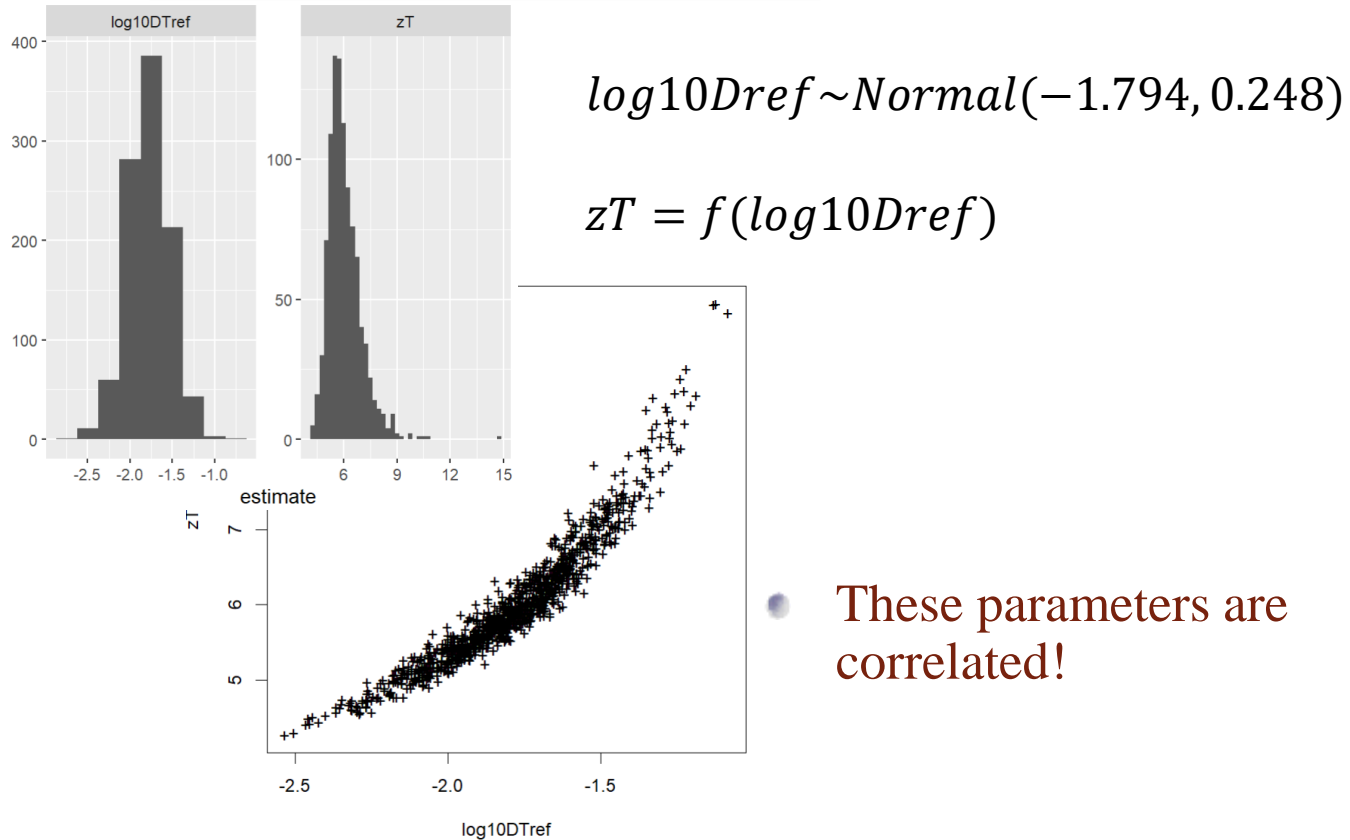 log10DTref
zT
400
300
200
100
0
100
50
0
-2.5 -2.0 -1.5 -1.0
6 9 12 15
estimate
log10Dref~Normal(−1.794, 0.248)
zT = f(log10Dref)
zT
7
6
5
-2.5 -2.0 -1.5
log10DTref
These parameters are
correlated!